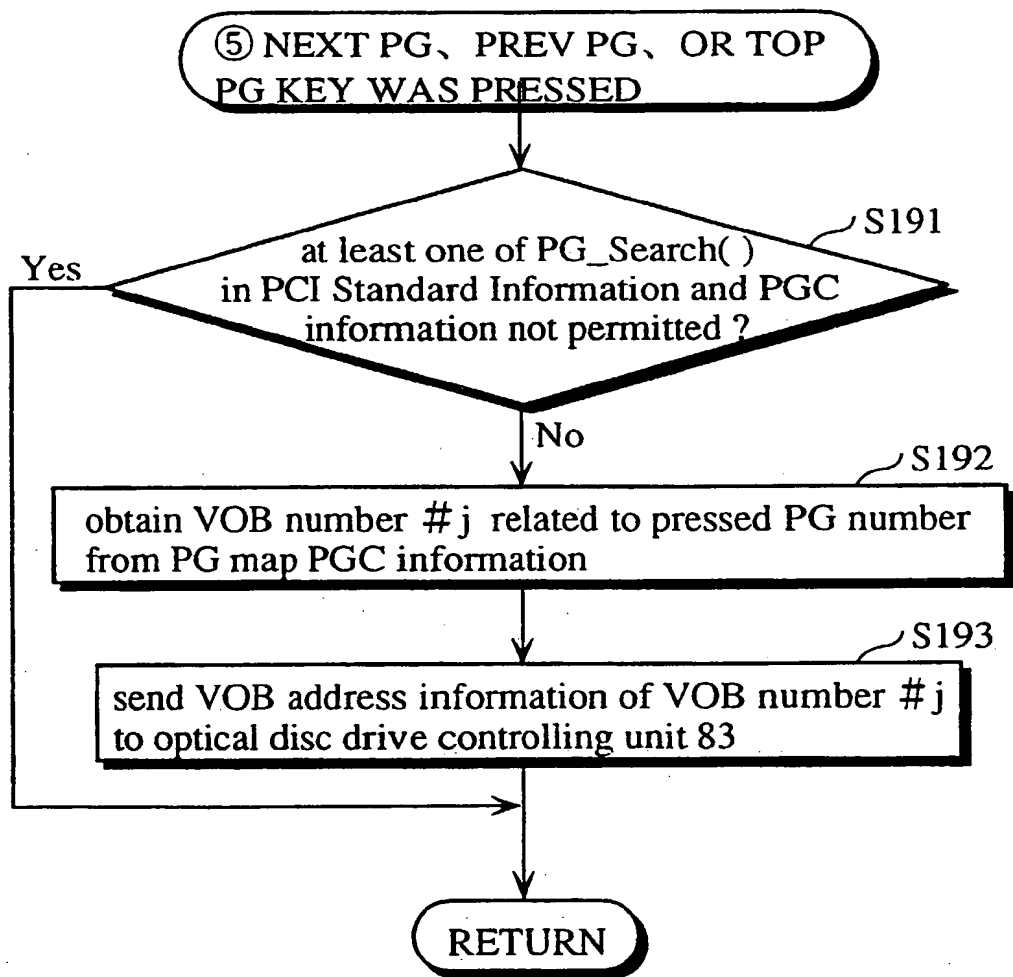 ⑤ NEXT PG、PREV PG、OR TOP
PG KEY WAS PRESSED
S191
at least one of PG_Search( )
in PCI Standard Information and PGC
information not permitted ?
Yes
No
S192
obtain VOB number #j related to pressed PG number
from PG map PGC information
S193
send VOB address information of VOB number #j
to optical disc drive controlling unit 83
RETURN